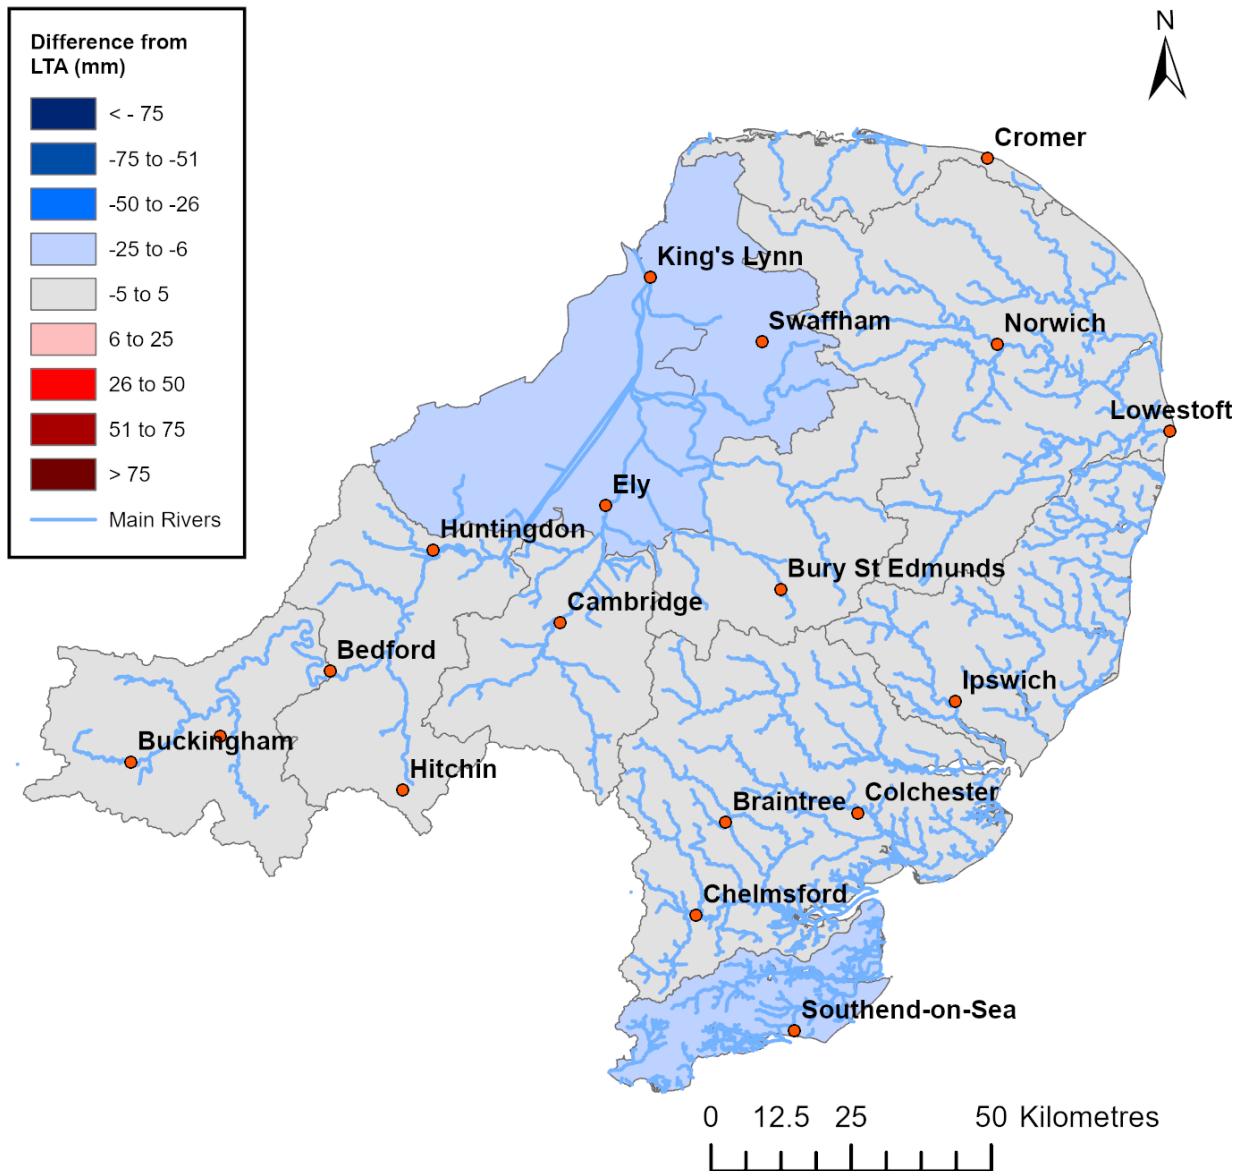 Difference from
LTA (mm)
< - 75
-75 to -51
-50 to -26
-25 to -6
-5 to 5
6 to 25
26 to 50
51 to 75
> 75
Main Rivers
N
Cromer
King's Lynn
Swaffham
Norwich
Lowestoft
Ely
Huntingdon
Bury St Edmunds
Cambridge
Bedford
Ipswich
Buckingham
Hitchin
Braintree
Colchester
Chelmsford
Southend-on-Sea
0 12.5 25 50 Kilometres